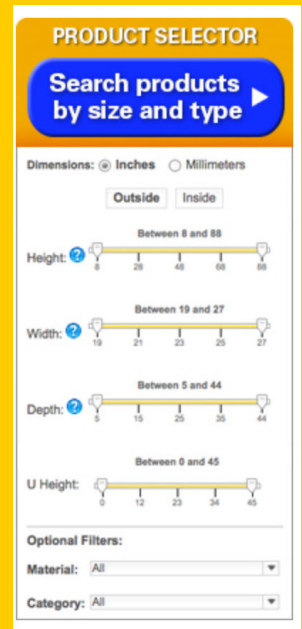 PRODUCT SELECTOR
Search products
by size and type
Dimensions: Inches Millimeters
Outside Inside
Between 8 and 88
Height: ?
8 28 48 68 88
Between 19 and 27
Width: ?
19 21 23 25 27
Between 5 and 44
Depth: ?
5 15 25 35 44
Between 0 and 45
U Height:
0 12 23 34 45
Optional Filters:
Material: All
Category: All